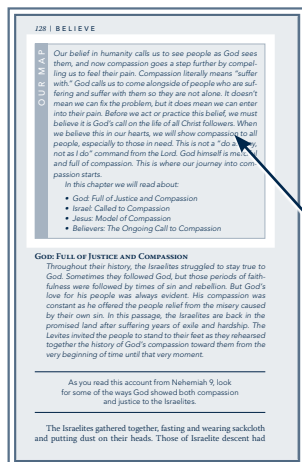 128 | BELIEVE
OUR MAP
Our belief in humanity calls us to see people as God sees
them, and now compassion goes a step further by compel-
ling us to feel their pain. Compassion literally means "suffer
with." God calls us to come alongside of people who are suf-
fering and suffer with them so they are not alone. It doesn't
mean we can fix the problem, but it does mean we can enter
into their pain. Before we act or practice this belief, we must
believe it is God's call on the life of all Christ followers. When
we believe this in our hearts, we will show compassion to all
people, especially to those in need. This is not a "do a
not as I do" command from the Lord. God himself is
and full of compassion. This is where our journey into com-
passion starts.
In this chapter we will read about:
• God: Full of Justice and Compassion
• Israel: Called to Compassion
• Jesus: Model of Compassion
• Believers: The Ongoing Call to Compassion
GOD: FULL OF JUSTICE AND COMPASSION
Throughout their history, the Israelites struggled to stay true to
God. Sometimes they followed God, but those periods of faith-
fulness were followed by times of sin and rebellion. But God's
love for his people was always evident. His compassion was
constant as he offered the people relief from the misery caused
by their own sin. In this passage, the Israelites are back in the
promised land after suffering years of exile and hardship. The
Levites invited the people to stand to their feet as they rehearsed
together the history of God's compassion toward them from the
very beginning of time until that very moment.
As you read this account from Nehemiah 9, look
for some of the ways God showed both compassion
and justice to the Israelites.
The Israelites gathered together, fasting and wearing sackcloth
and putting dust on their heads. Those of Israelite descent had